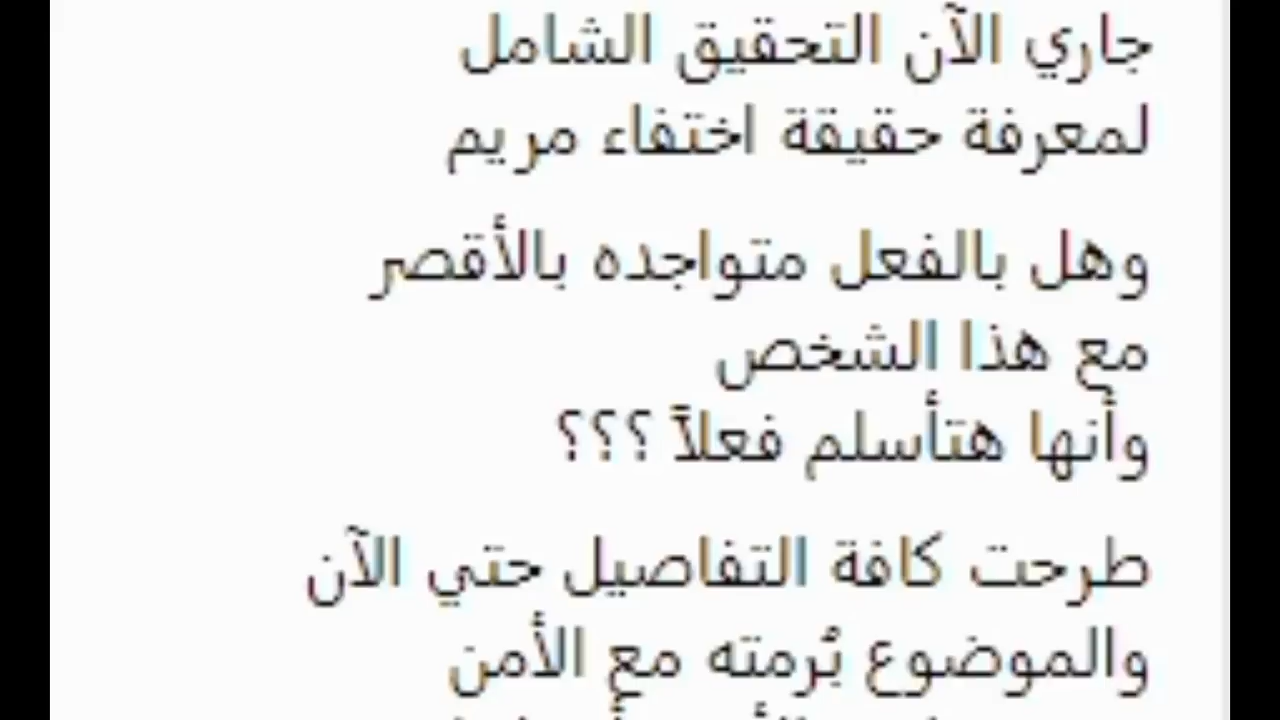 جاري الآن التحقيق الشامل
لمعرفة حقيقة اختفاء مريم
وهل بالفعل متواجده بالأقصر
مع هذا الشخص
وأنها هتأسلم فعلاً ؟؟؟
طرحت كافة التفاصيل حتي الآن
والموضوع بُرمته مع الأمن